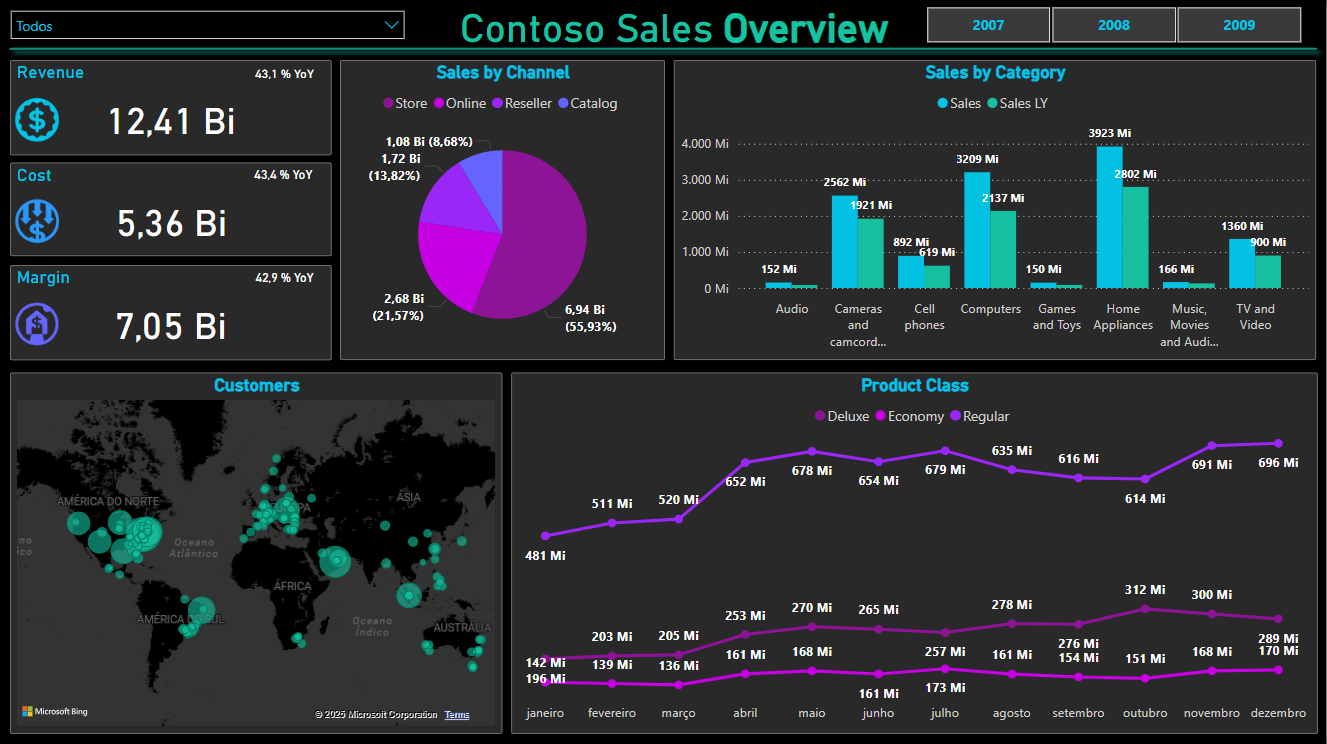 Todos
Contoso Sales Overview
2007
2008
2009
Revenue
43,1 % YoY
12,41 Bi
Cost
43,4 % YoY
5,36 Bi
Margin
42,9 % YoY
7,05 Bi
Sales by Channel
Store Online Reseller Catalog
1,08 Bi (8,68%)
1,72 Bi
(13,82%)
2,68 Bi
(21,57%)
6,94 Bi
(55,93%)
Sales by Category
Sales Sales LY
4.000 Mi
3.000 Mi
2.000 Mi
1.000 Mi
0 Mi
152 Mi
2562 Mi
1921 Mi
892 Mi
619 Mi
3209 Mi
2137 Mi
150 Mi
3923 Mi
2802 Mi
166 Mi
1360 Mi
900 Mi
Audio
Cameras
and
camcord...
Cell
phones
Computers
Games
and Toys
Home
Appliances
Music,
Movies
and Audi...
TV and
Video
Customers
AMÉRICA DO NORTE
ÁSIA
Oceano
Atlântico
ÁFRICA
AMÉRICA DO SUL
Oceano
Índico
AUSTRÁLIA
Microsoft Bing
© 2025 Microsoft Corporation Terms
Product Class
Deluxe Economy Regular
481 Mi
511 Mi
520 Mi
652 Mi
678 Mi
654 Mi
679 Mi
635 Mi
616 Mi
614 Mi
691 Mi
696 Mi
196 Mi
203 Mi
205 Mi
253 Mi
270 Mi
265 Mi
257 Mi
278 Mi
276 Mi
312 Mi
300 Mi
289 Mi
142 Mi
139 Mi
136 Mi
161 Mi
168 Mi
161 Mi
173 Mi
161 Mi
154 Mi
151 Mi
168 Mi
170 Mi
janeiro
fevereiro
março
abril
maio
junho
julho
agosto
setembro
outubro
novembro
dezembro